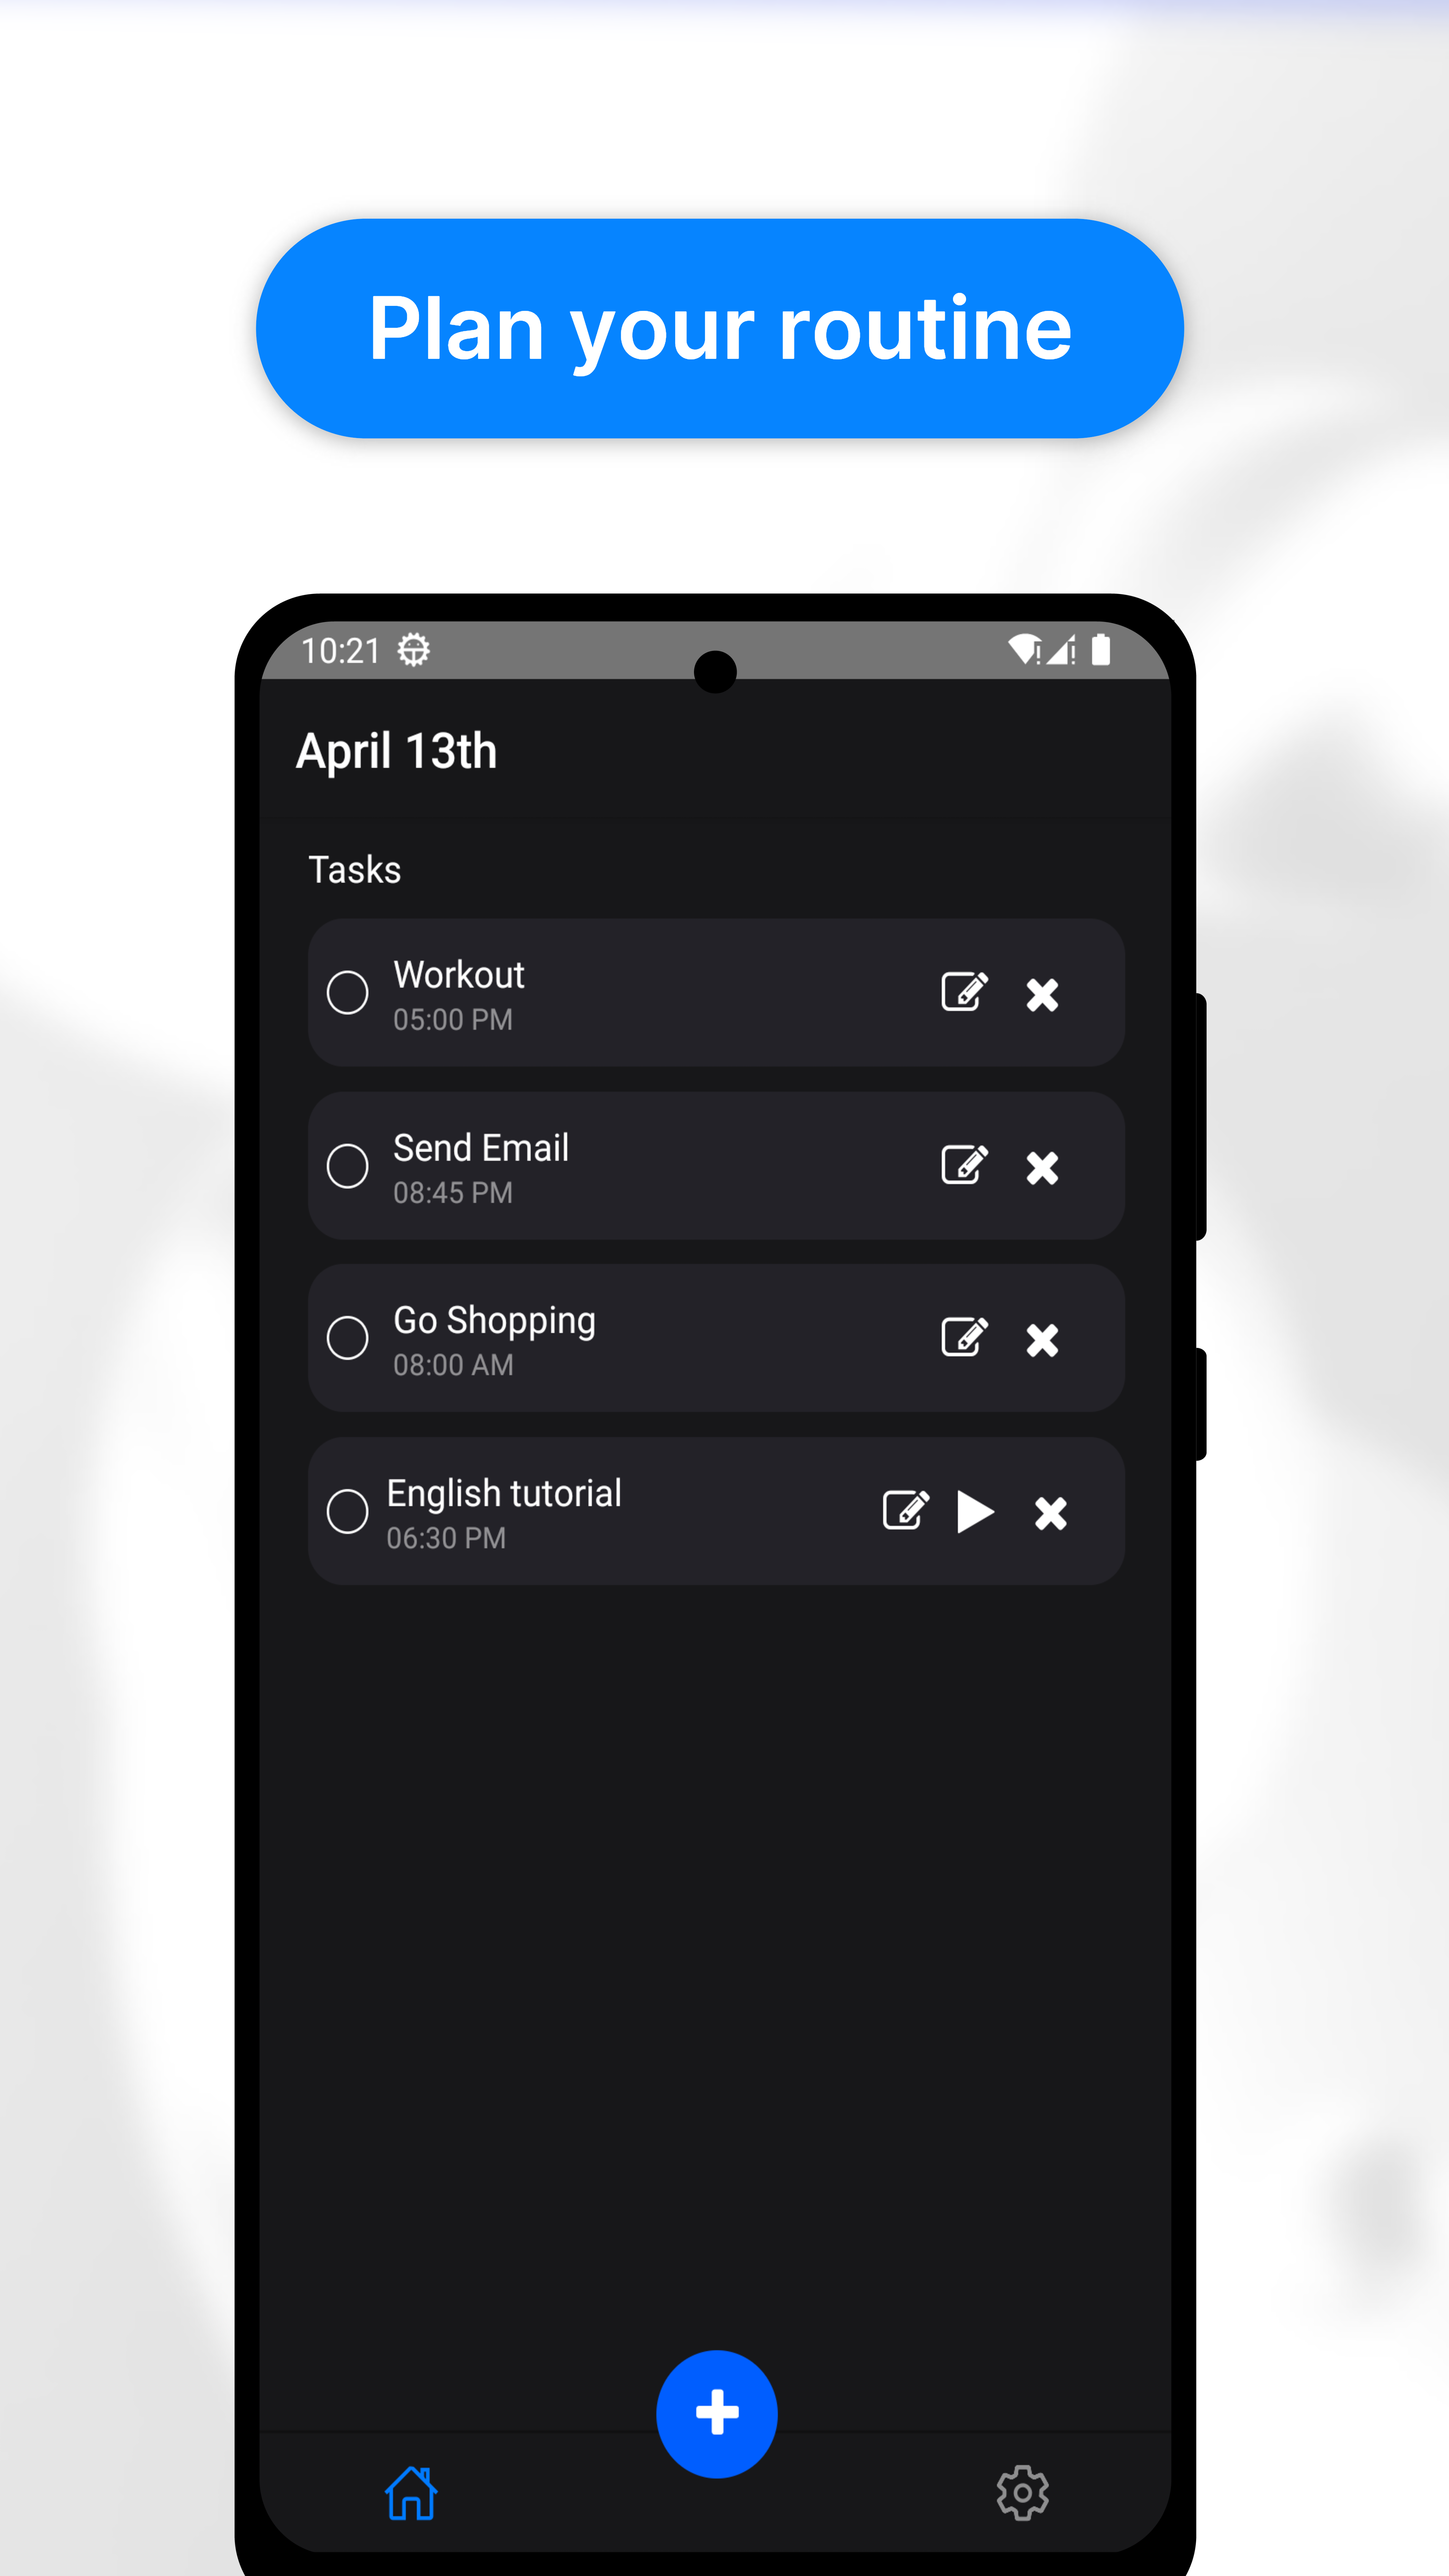 Plan your routine
10:21
April 13th
Tasks
Workout
05:00 PM
Send Email
08:45 PM
Go Shopping
08:00 AM
English tutorial
06:30 PM